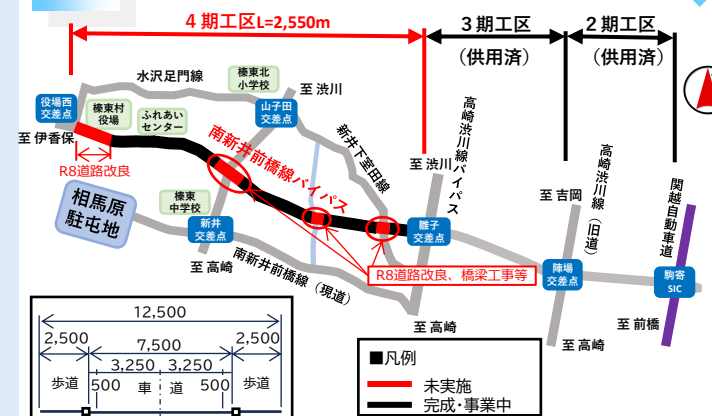 ４期工区L=2,550m
３期工区
（供用済）
２期工区
（供用済）
水沢足門線
榛東北
小学校
至 渋川
役場西
交差点
榛東村
役場
ふれあい
センター
山子田
交差点
至 伊香保
R8道路改良
南新井前橋線バイパス
新井下室田線
至 渋川
高崎渋川線バイパス
高崎渋川線（旧道）
関越自動車道
至 吉岡
相馬原
駐屯地
榛東
中学校
新井
交差点
雛子
交差点
至 高崎
南新井前橋線（現道）
R8道路改良、橋梁工事等
陣場
交差点
駒寄
SIC
至 前橋
至 高崎
至 高崎
12,500
2,500
7,500
2,500
3,250
3,250
歩道
500
車
道
500
歩道
■凡例
未実施
完成・事業中